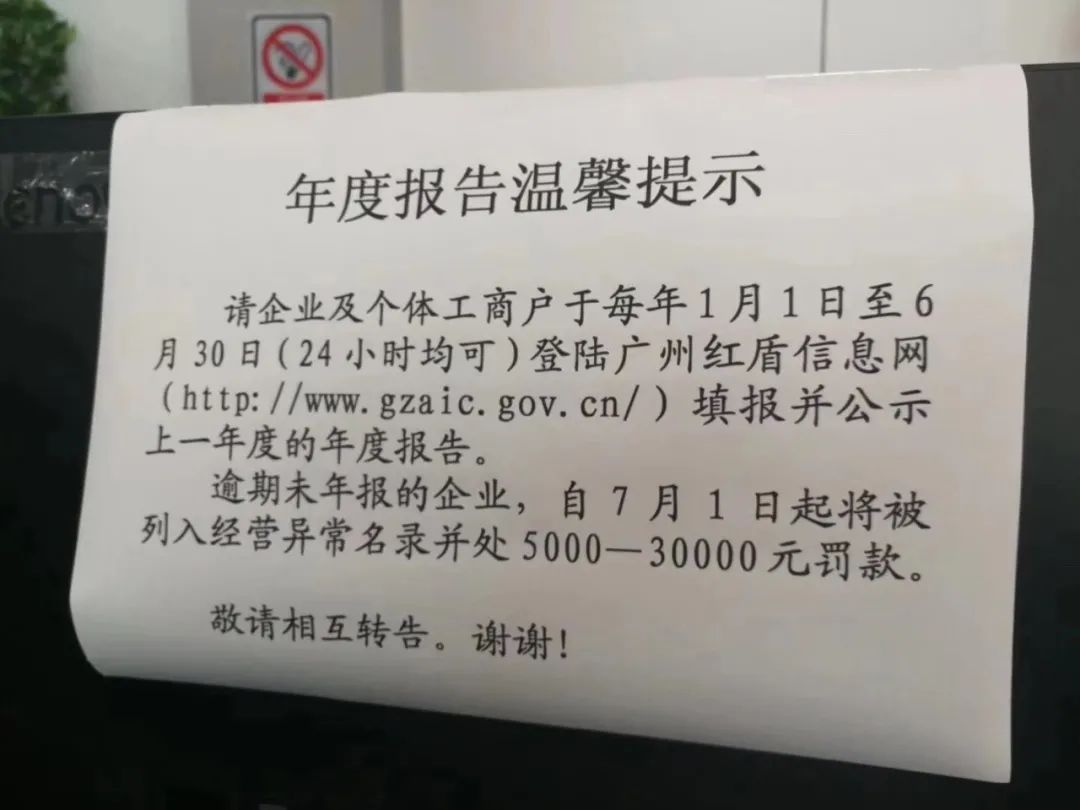 年度报告温馨提示
请企业及个体工商户于每年1月1日至6
月30日(24小时均可)登陆广州红盾信息网
(http://www.gzaic.gov.cn/)填报并公示
上一年度的年度报告。
逾期未年报的企业，自7月1日起将被
列入经营异常名录并处5000—30000元罚款。
敬请相互转告。谢谢!